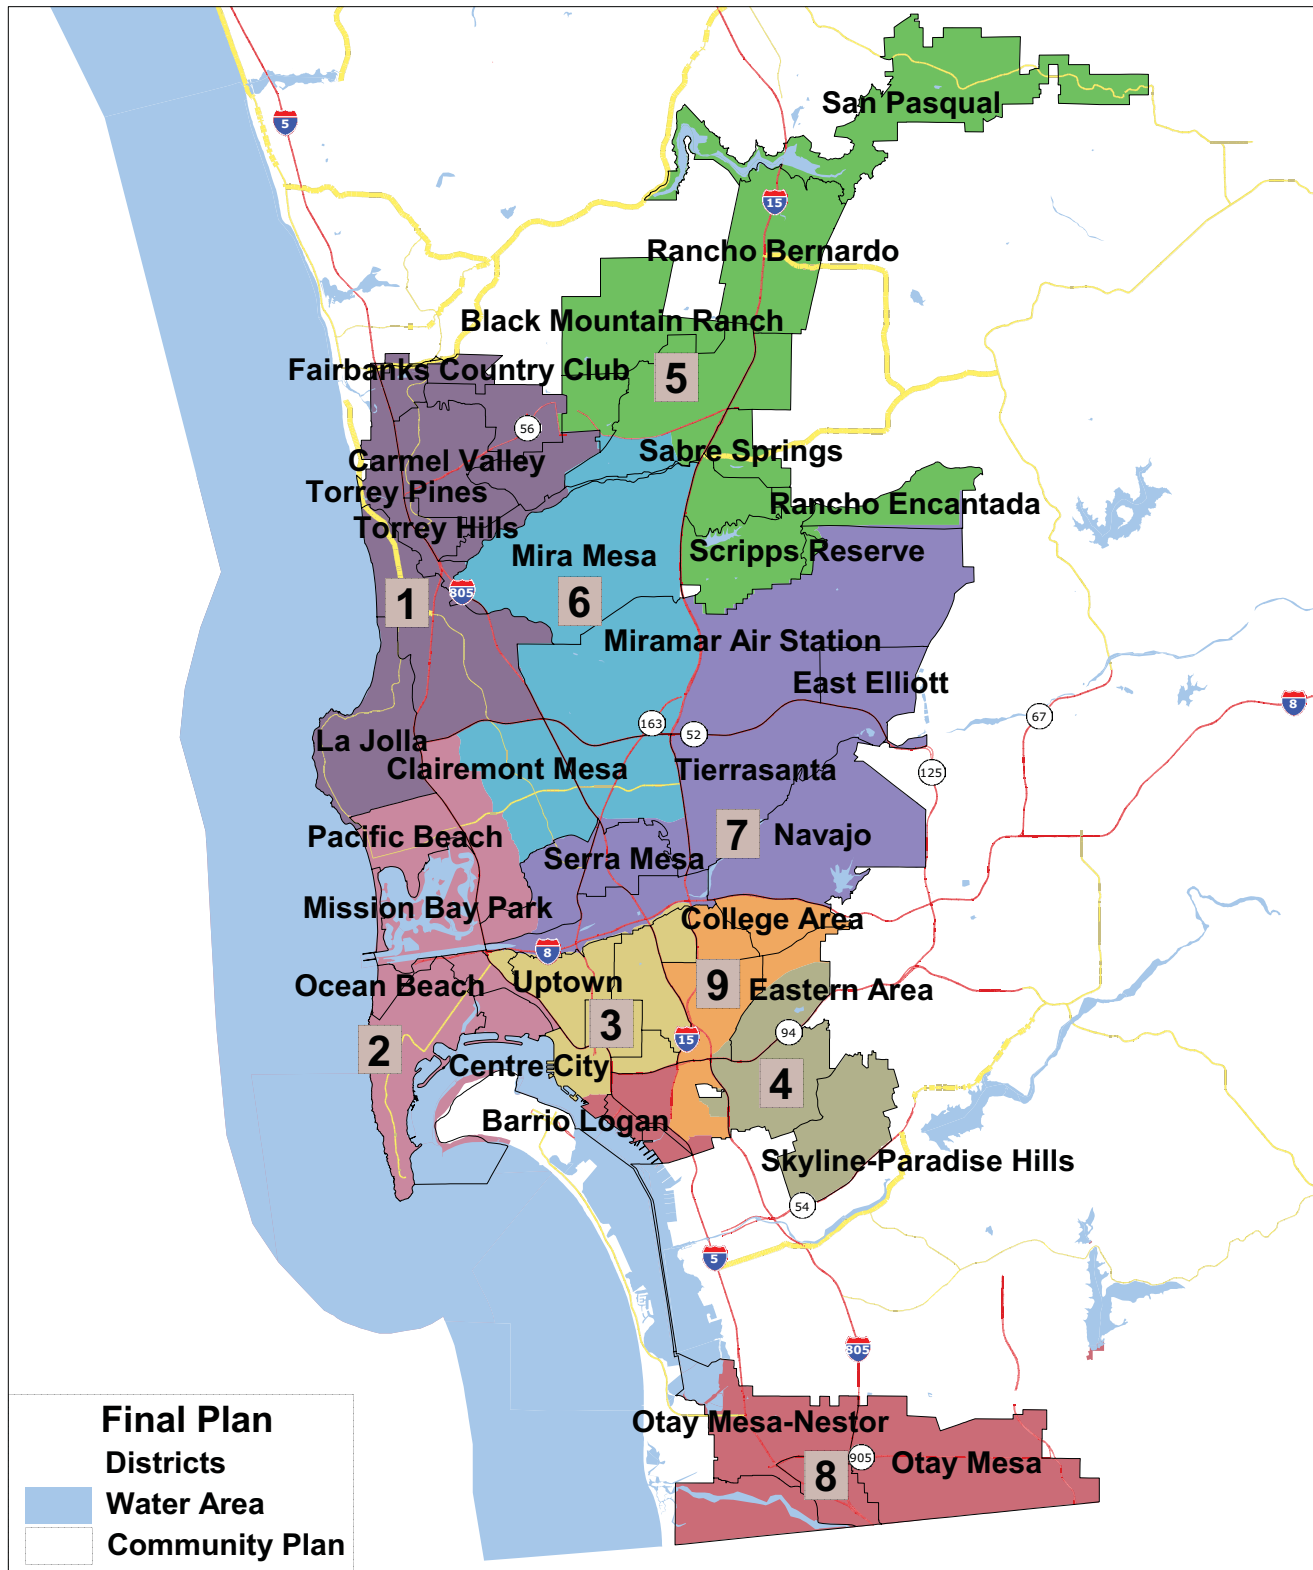 San Pasqual
5
15
Rancho Bernardo
Black Mountain Ranch
Fairbanks Country Club
5
56
Sabre Springs
Carmel Valley
Torrey Pines
Rancho Encantada
Torrey Hills
Mira Mesa
Scripps Reserve
805
1
6
Miramar Air Station
East Elliott
8
67
163
52
La Jolla
Clairemont Mesa
Tierrasanta
125
Pacific Beach
7
Navajo
Serra Mesa
Mission Bay Park
College Area
8
Ocean Beach
Uptown
9
Eastern Area
3
94
15
2
Centre City
4
Barrio Logan
Skyline-Paradise Hills
54
5
805
Otay Mesa-Nestor
905
Otay Mesa
8
Final Plan
Districts
Water Area
Community Plan